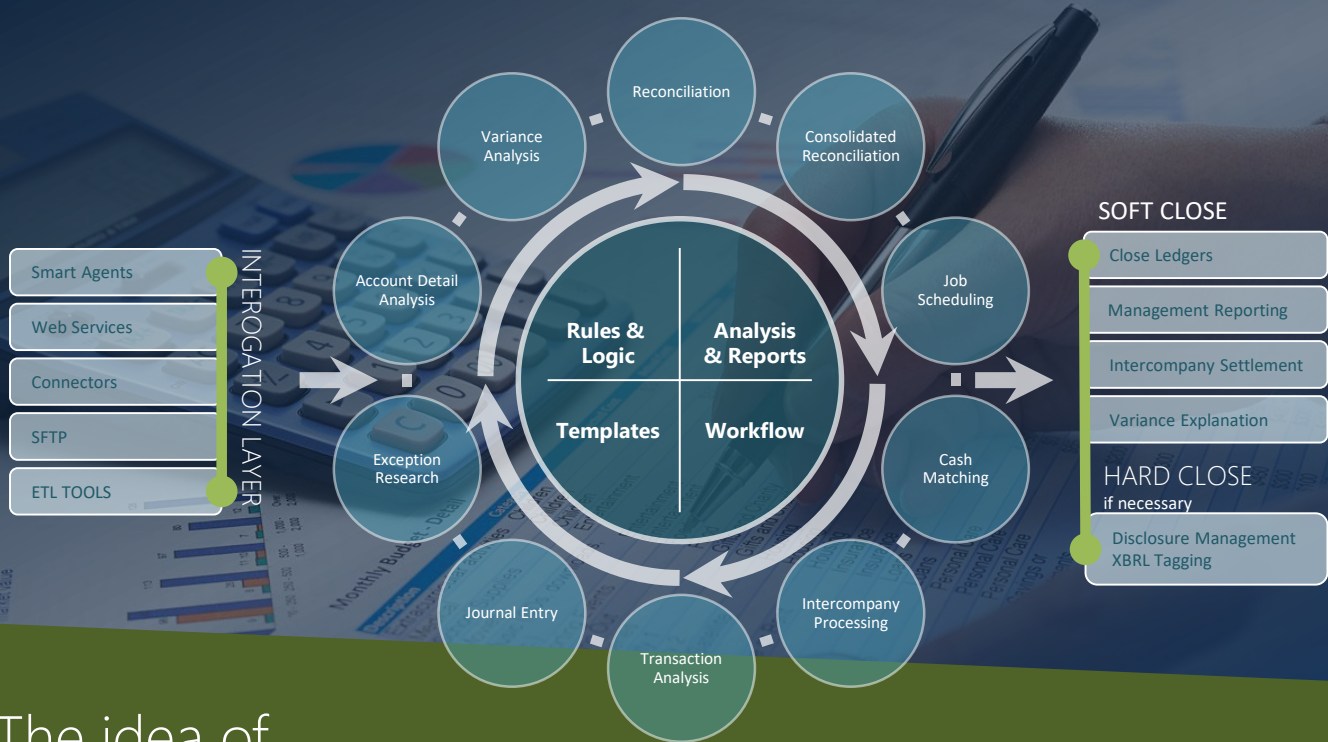 Smart Agents
Web Services
Connectors
SFTP
ETL TOOLS
INTEROGATION LAYER
Reconciliation
Consolidated
Reconciliation
Job
Scheduling
Cash
Matching
Intercompany
Processing
Transaction
Analysis
Journal Entry
Exception
Research
Account Detail
Analysis
Variance
Analysis
Rules &
Logic
Analysis
& Reports
Templates
Workflow
SOFT CLOSE
Close Ledgers
Management Reporting
Intercompany Settlement
Variance Explanation
HARD CLOSE
if necessary
Disclosure Management
XBRL Tagging
Monthly Budget - Detail
The idea of